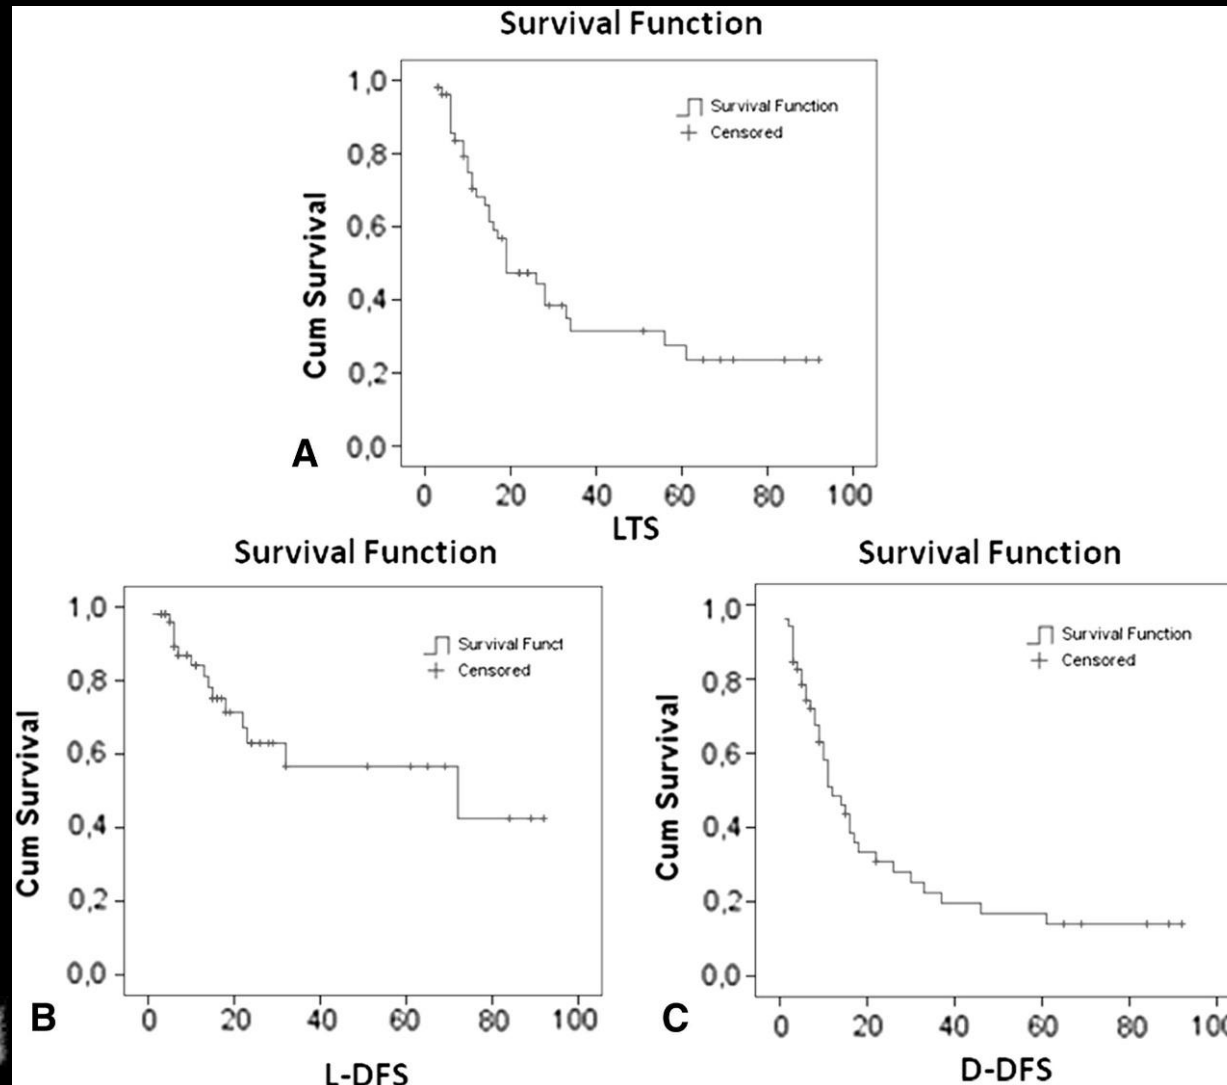 Survival Function
Cum Survival
1,0
0,8
0,6
0,4
0,2
0,0
Survival Function
Censored
0 20 40 60 80 100
LTS
A
Survival Function
Cum Survival
1,0
0,8
0,6
0,4
0,2
0,0
Survival Funct
Censored
0 20 40 60 80 100
L-DFS
B
Survival Function
Cum Survival
1,0
0,8
0,6
0,4
0,2
0,0
Survival Function
Censored
0 20 40 60 80 100
D-DFS
C